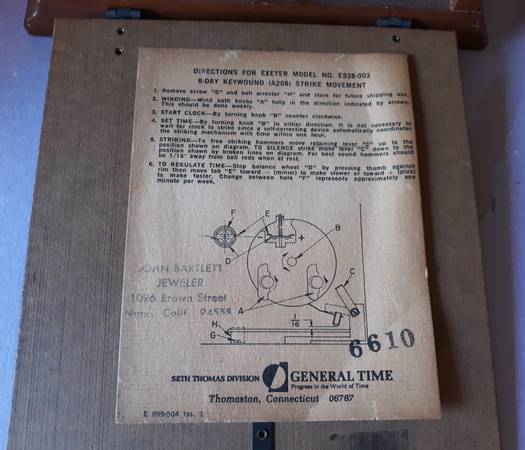 DIRECTIONS FOR EXETER MODEL NO. E538-002
8-DAY KEYWOUND (A206) STRIKE MOVEMENT
1. Remove screw "G" and bell arrestor "H" and store for future shipping use.
2. WINDING—Wind both knobs "A" fully in the direction indicated by arrows.
This should be done weekly.
3. START CLOCK—By turning knob "B" counter clockwise.
4. SET TIME—By turning knob "B" in either direction. It is not necessary to
wait for clock to strike since a self-correcting device automatically coordinates
the striking mechanism with time within one hour.
5. STRIKING—To free striking hammers move retaining lever "C" up to the
position shown on diagram. TO SILENCE strike move lever "C" down to the
position shown by broken lines on diagram. For best sound hammers should
be 1/16" away from bell rods when at rest.
6. TO REGULATE TIME—Stop balance wheel "D" by pressing thumb against
rim then move tab "E" toward — (minus) to make slower or toward + (plus)
to make faster. Change between hole "F" represents approximately one
minute per week.
F
E
B
D
C
A
H
G
1/16
+
JOHN BARTLETT
JEWELER
1096 Brown Street
Napa, Calif. 94558
6610
SETH THOMAS DIVISION GENERAL TIME
Progress in the World of Time
Thomaston, Connecticut 06787
E 899-504 Iss. 1